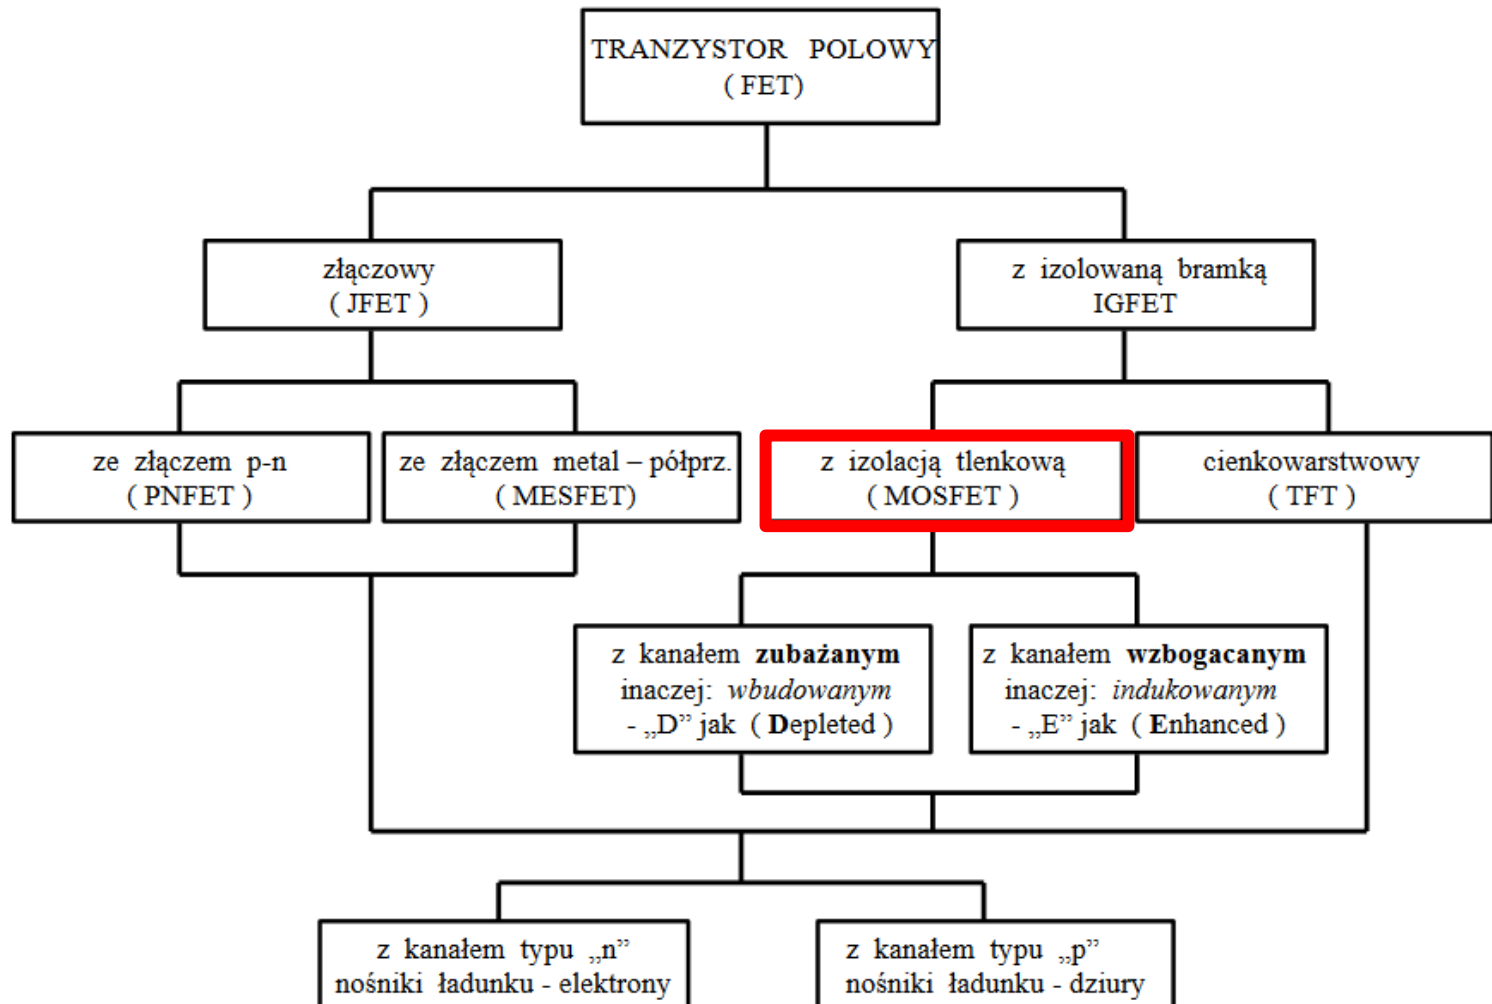 TRANZYSTOR POLOWY
( FET)
złączowy
( JFET )
z izolowaną bramką
IGFET
ze złączem p-n
( PNFET )
ze złączem metal – półprz.
( MESFET)
z izolacją tlenkową
( MOSFET )
cienkowarstwowy
( TFT )
z kanałem zubażanym
inaczej: wbudowanym
- „D” jak ( Depleted )
z kanałem wzbogacanym
inaczej: indukowanym
- „E” jak ( Enhanced )
z kanałem typu „n”
nośniki ładunku - elektrony
z kanałem typu „p”
nośniki ładunku - dziury